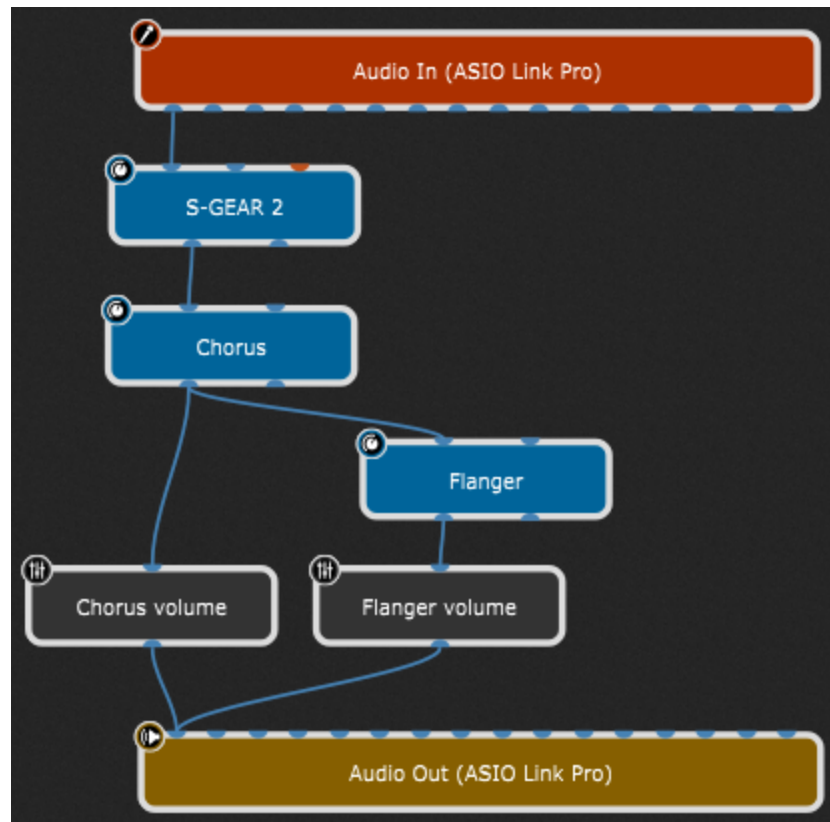 Audio In (ASIO Link Pro)
S-GEAR 2
Chorus
Flanger
Chorus volume
Flanger volume
Audio Out (ASIO Link Pro)